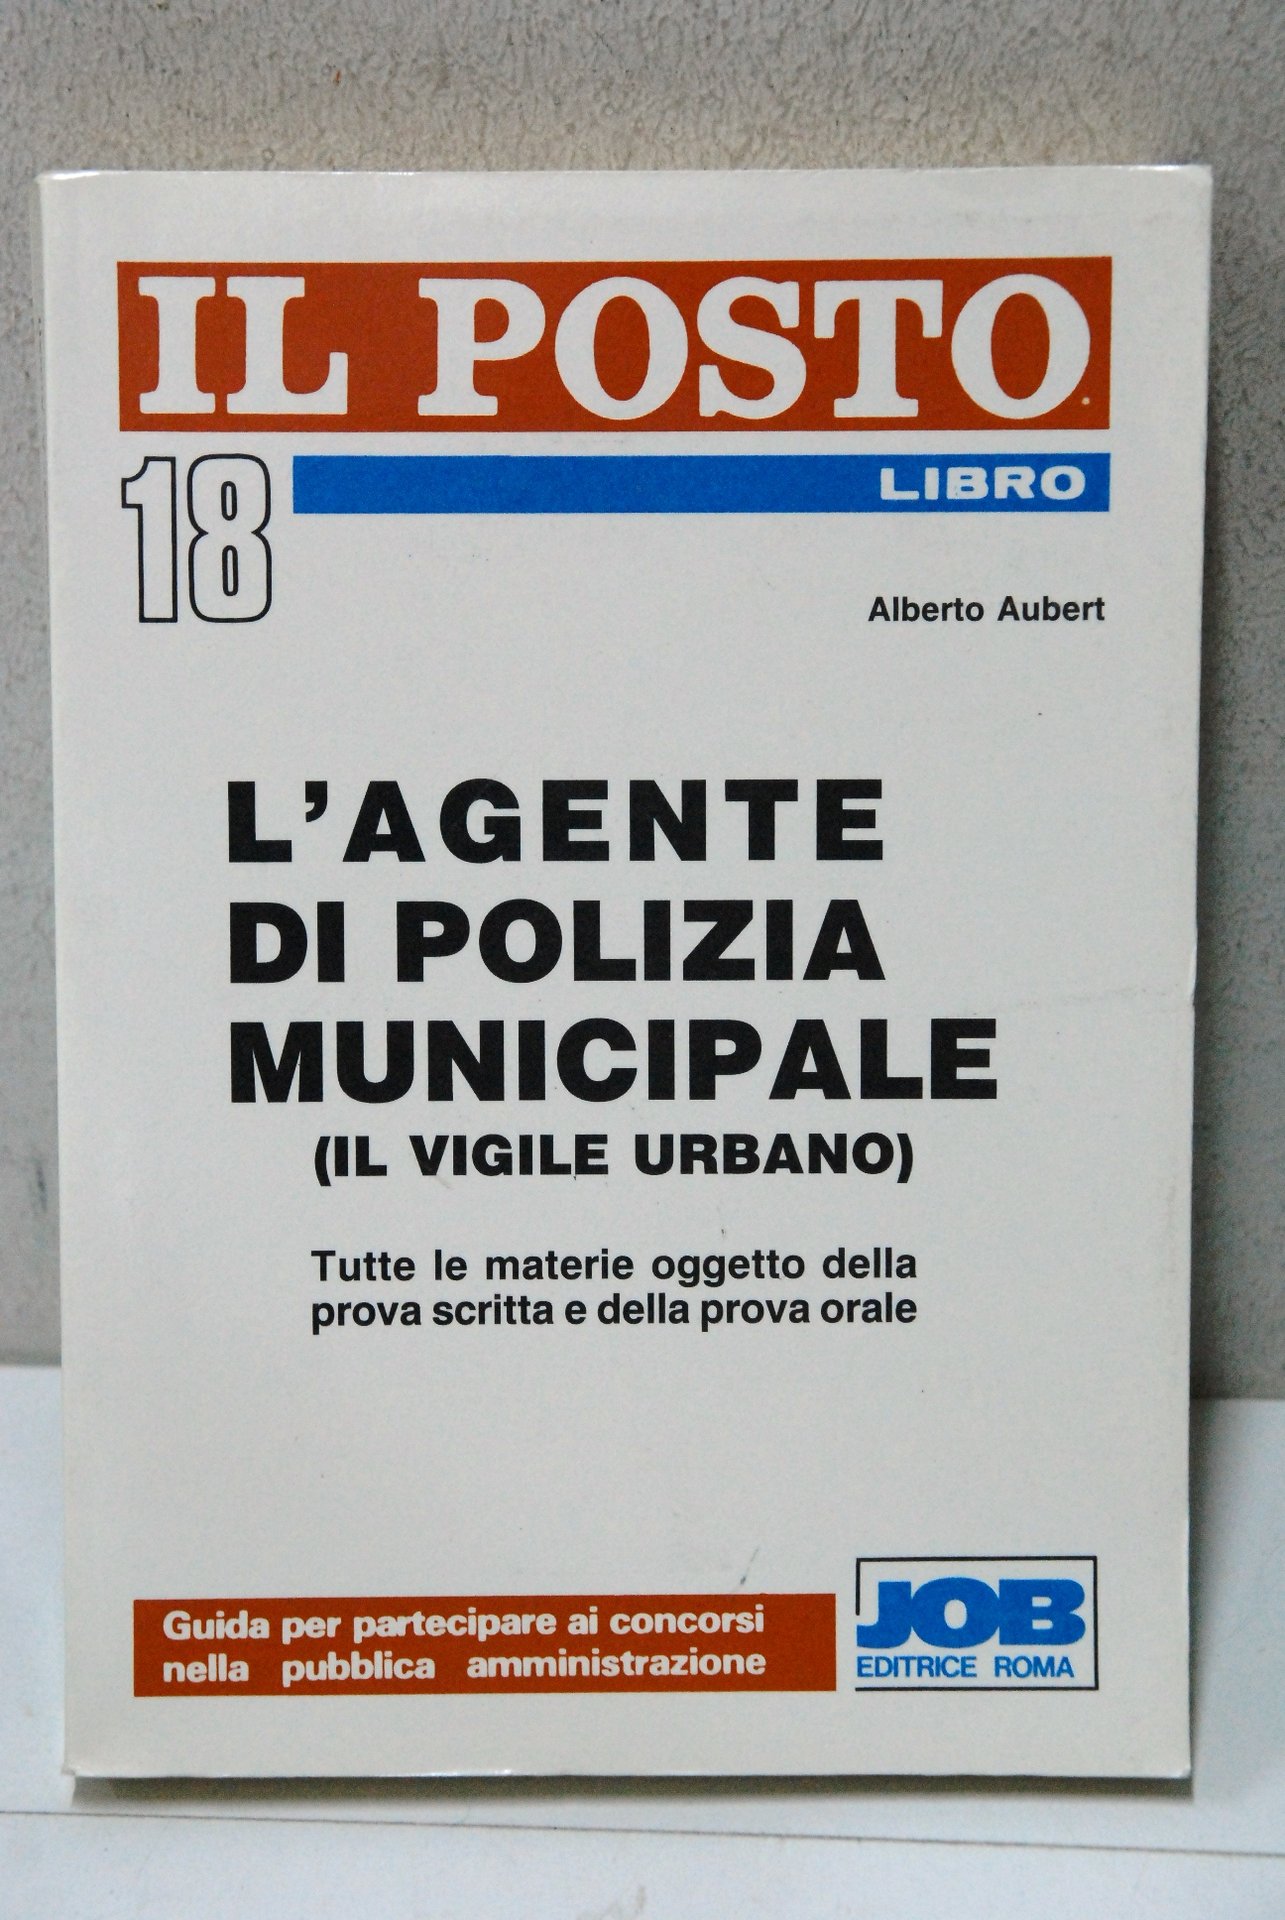 IL POSTO
18
LIBRO
Alberto Aubert
L'AGENTE
DI POLIZIA
MUNICIPALE
(IL VIGILE URBANO)
Tutte le materie oggetto della
prova scritta e della prova orale
Guida per partecipare ai concorsi
nella pubblica amministrazione
JOB
EDITRICE ROMA